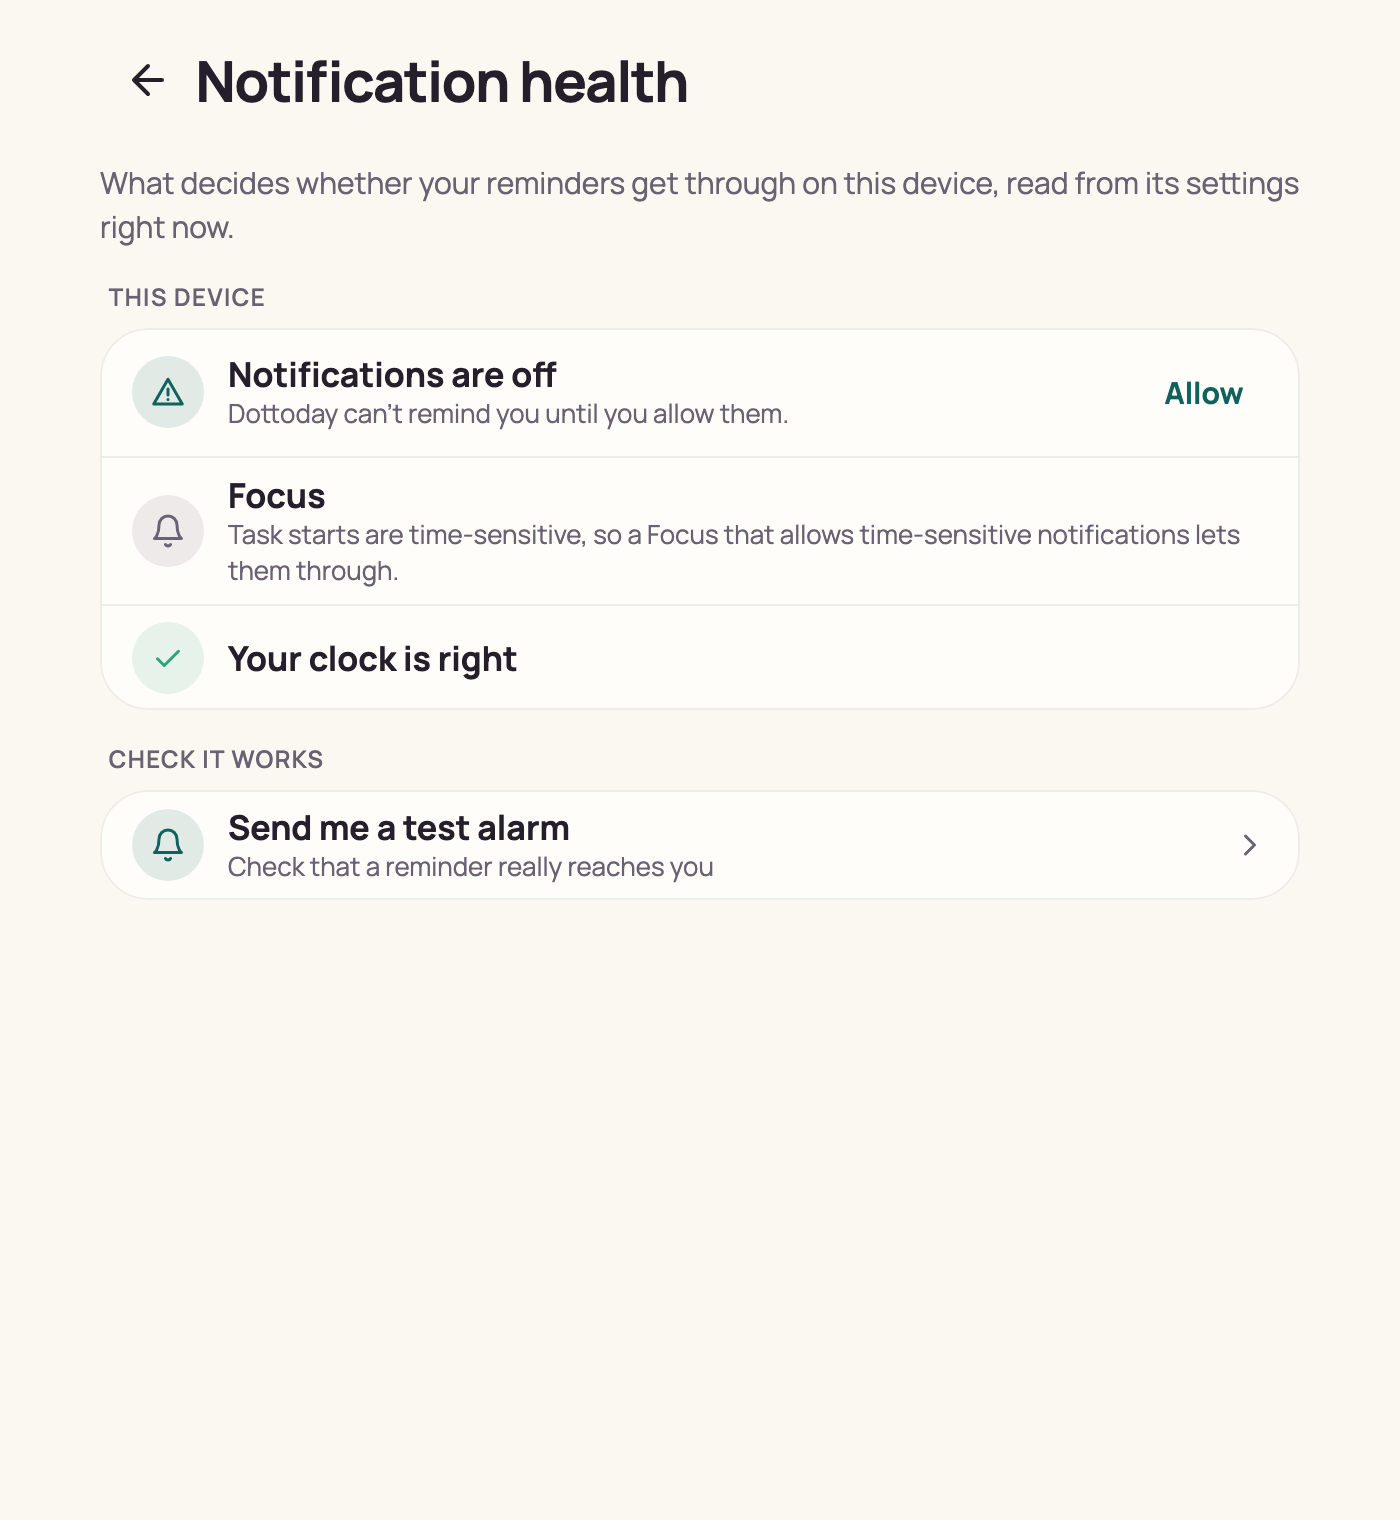 Notification health
What decides whether your reminders get through on this device, read from its settings
right now.
THIS DEVICE
Notifications are off
Dottoday can’t remind you until you allow them.
Allow
Focus
Task starts are time-sensitive, so a Focus that allows time-sensitive notifications lets
them through.
Your clock is right
CHECK IT WORKS
Send me a test alarm
Check that a reminder really reaches you